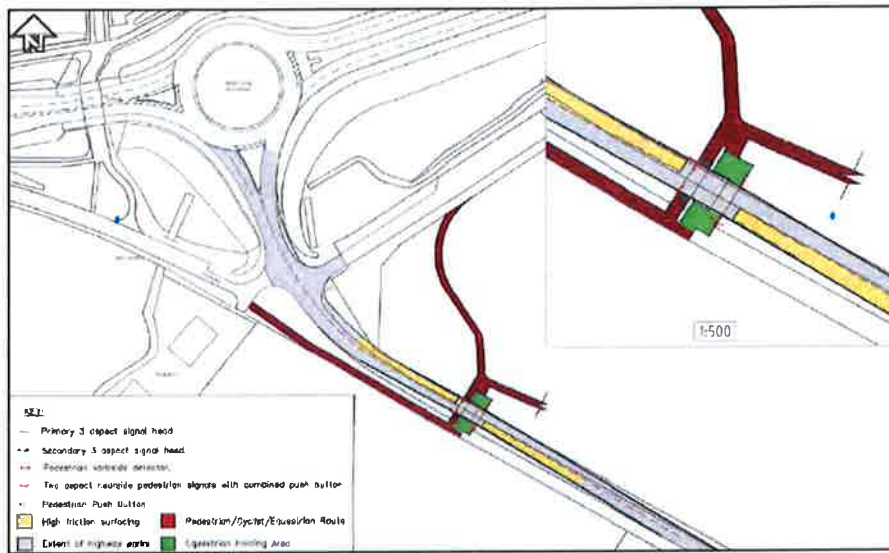 N
1:500
KEY:
Primary 3 aspect signal head
Secondary 3 aspect signal head
Pedestrian kerbside detector.
Two aspect nearside pedestrian signals with combined push button
Pedestrian Push Button
High friction surfacing
Pedestrian/Cyclist/Equestrian Route
Extent of highway works
Equestrian Holding Area